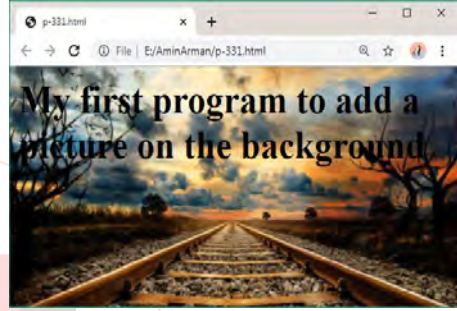 p-331.html
File | E:/AminArman/p-331.html
My first program to add a
picture on the background